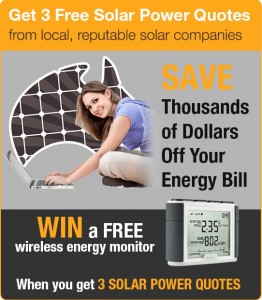 Get 3 Free Solar Power Quotes
from local, reputable solar companies
SAVE
Thousands
of Dollars
Off Your
Energy Bill
WIN a FREE
wireless energy monitor
When you get 3 SOLAR POWER QUOTES